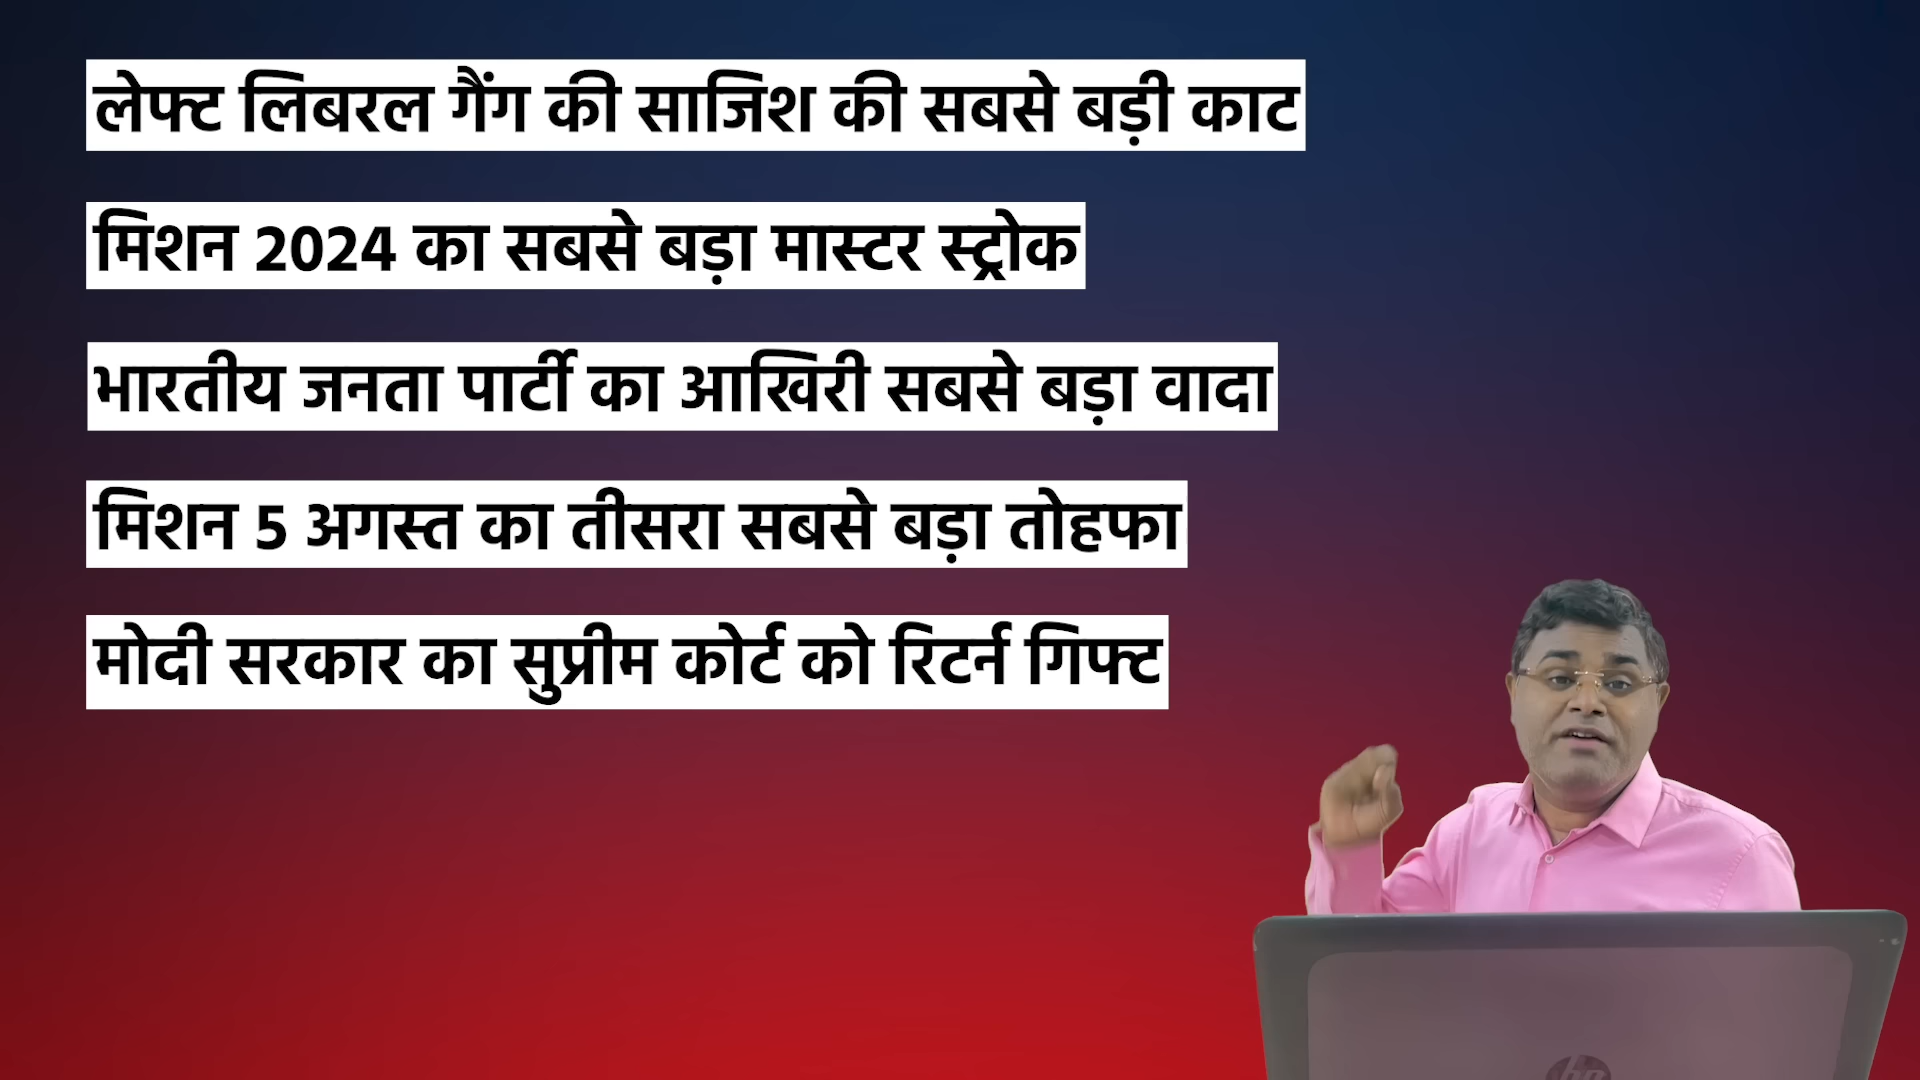 लेफ्ट लिबरल गैंग की साजिश की सबसे बड़ी काट
मिशन 2024 का सबसे बड़ा मास्टर स्ट्रोक
भारतीय जनता पार्टी का आखिरी सबसे बड़ा वादा
मिशन 5 अगस्त का तीसरा सबसे बड़ा तोहफा
मोदी सरकार का सुप्रीम कोर्ट को रिटर्न गिफ्ट
hp